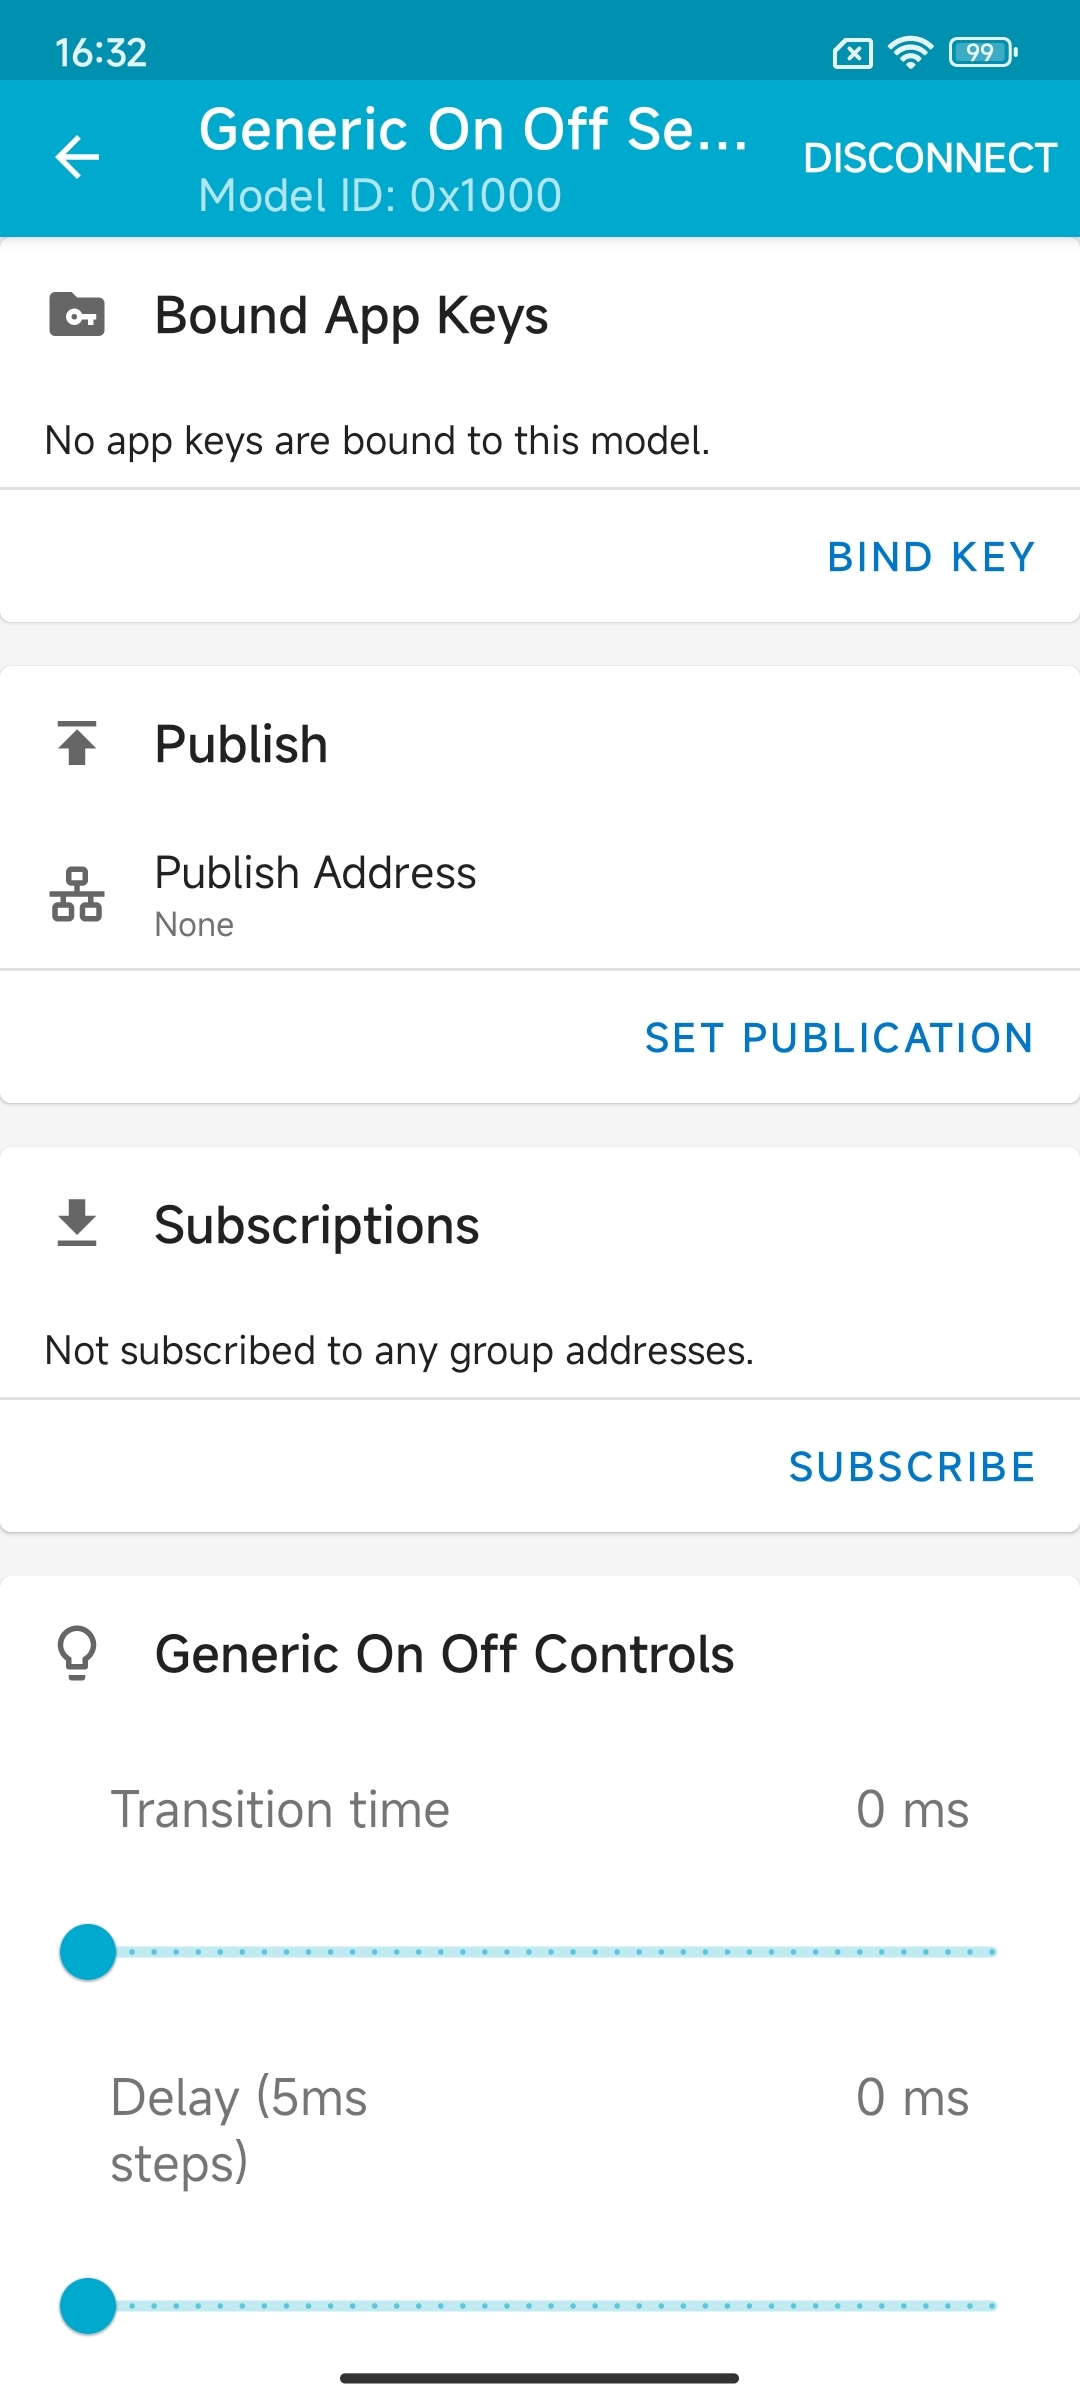 16:32
99
Generic On Off Se...
Model ID: 0x1000
DISCONNECT
Bound App Keys
No app keys are bound to this model.
BIND KEY
Publish
Publish Address
None
SET PUBLICATION
Subscriptions
Not subscribed to any group addresses.
SUBSCRIBE
Generic On Off Controls
Transition time
0 ms
Delay (5ms
steps)
0 ms